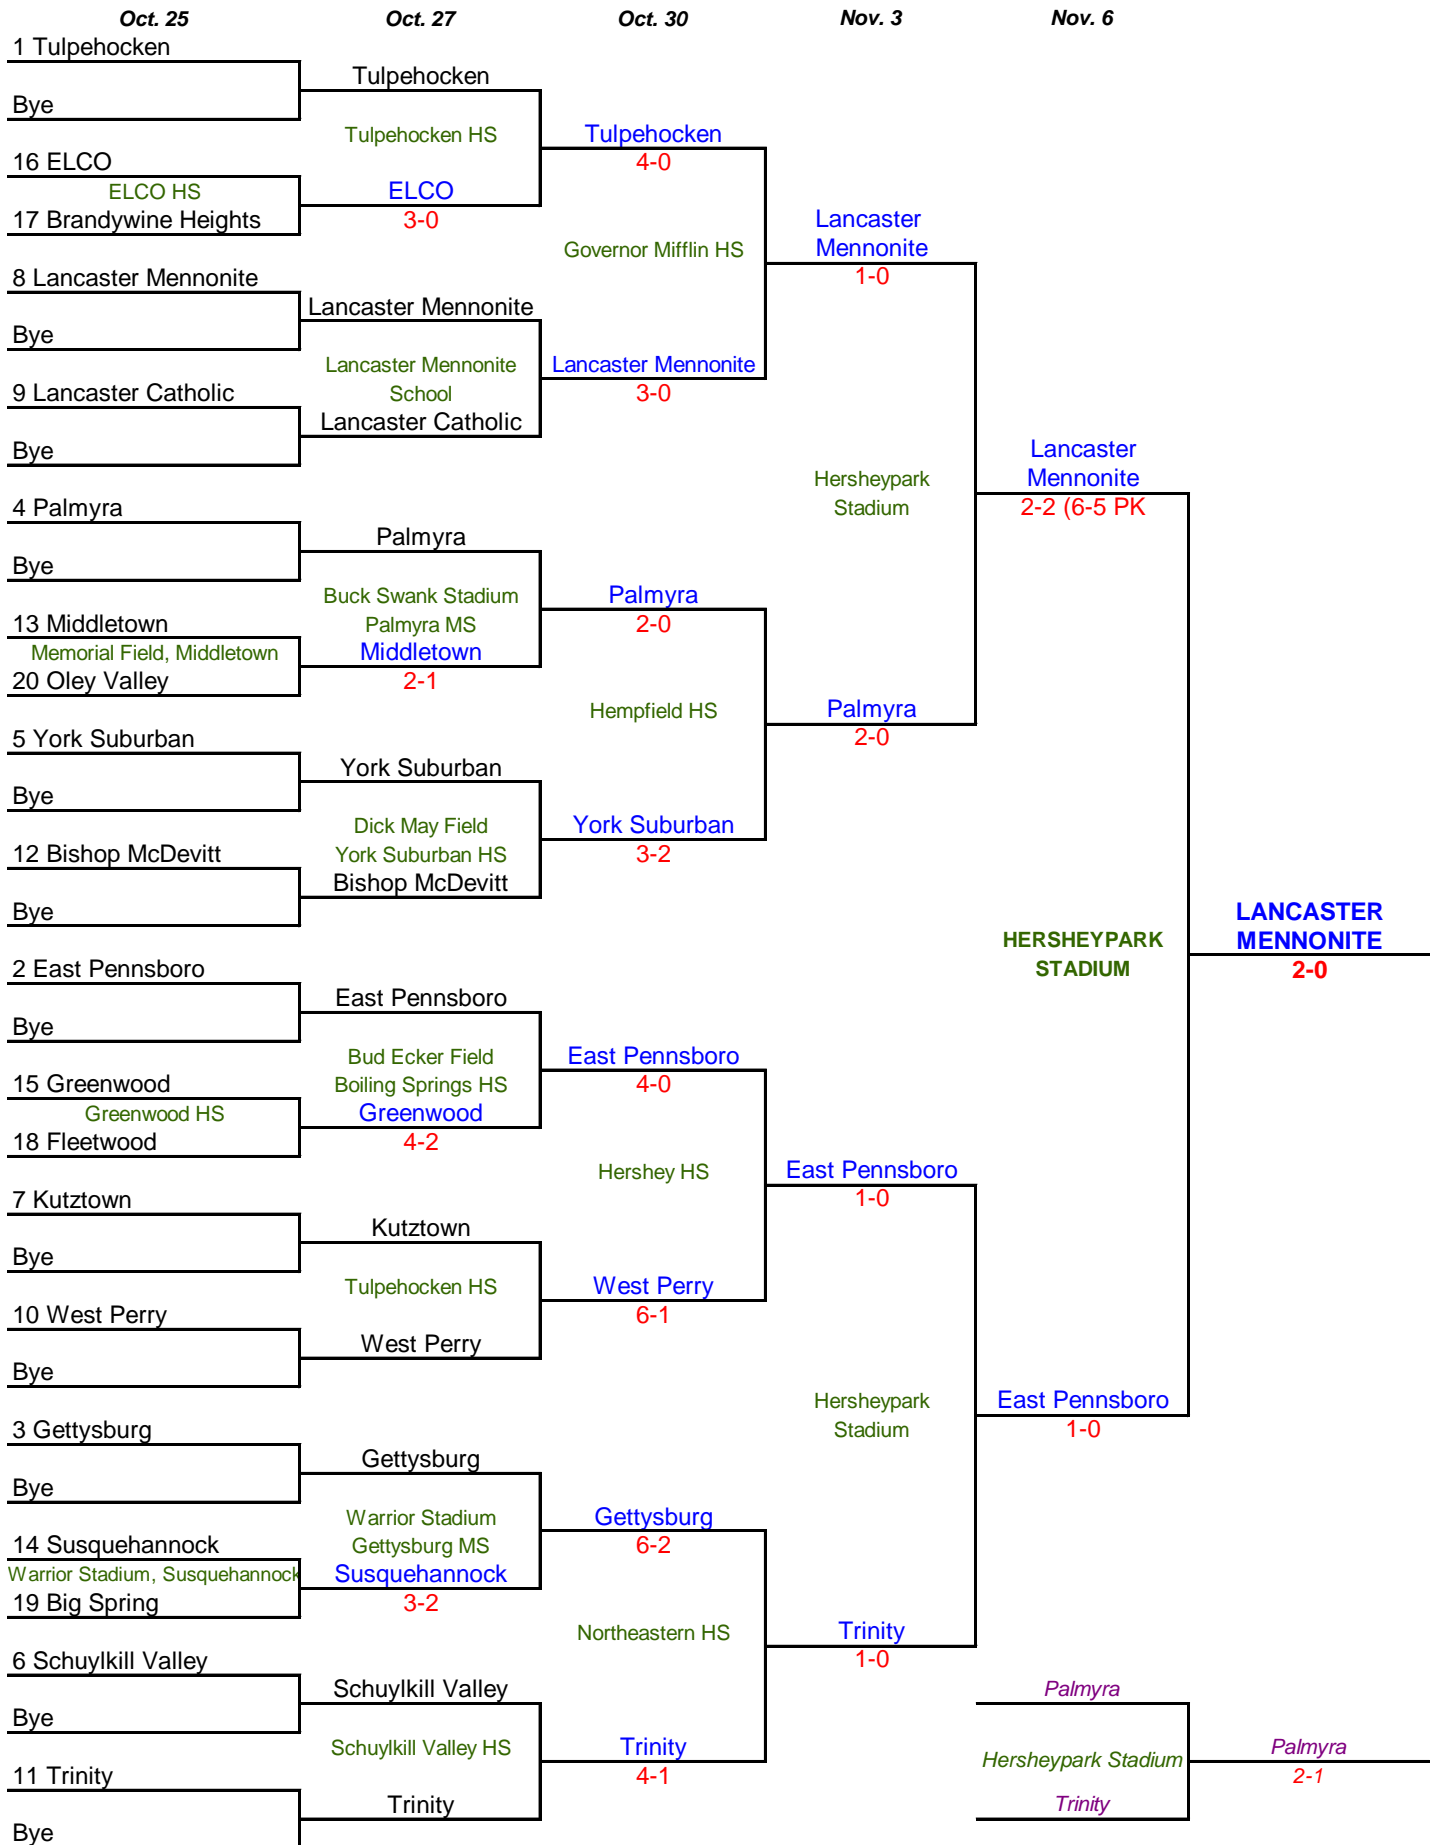 Oct. 25
Oct. 27
Oct. 30
Nov. 3
Nov. 6
1 Tulpehocken
Bye
16 ELCO
ELCO HS
17 Brandywine Heights
8 Lancaster Mennonite
Bye
9 Lancaster Catholic
Bye
4 Palmyra
Bye
13 Middletown
Memorial Field, Middletown
20 Oley Valley
5 York Suburban
Bye
12 Bishop McDevitt
Bye
2 East Pennsboro
Bye
15 Greenwood
Greenwood HS
18 Fleetwood
7 Kutztown
Bye
10 West Perry
Bye
3 Gettysburg
Bye
14 Susquehannock
Warrior Stadium, Susquehannock
19 Big Spring
6 Schuylkill Valley
Bye
11 Trinity
Bye
Tulpehocken
Tulpehocken HS
ELCO
3-0
Lancaster Mennonite
Lancaster Mennonite
School
Lancaster Catholic
Palmyra
Buck Swank Stadium
Palmyra MS
Middletown
2-1
York Suburban
Dick May Field
York Suburban HS
Bishop McDevitt
East Pennsboro
Bud Ecker Field
Boiling Springs HS
Greenwood
4-2
Kutztown
Tulpehocken HS
West Perry
Gettysburg
Warrior Stadium
Gettysburg MS
Susquehannock
3-2
Schuylkill Valley
Schuylkill Valley HS
Trinity
Tulpehocken
4-0
Governor Mifflin HS
Lancaster Mennonite
3-0
Palmyra
2-0
Hempfield HS
York Suburban
3-2
East Pennsboro
4-0
Hershey HS
West Perry
6-1
Gettysburg
6-2
Northeastern HS
Trinity
4-1
Lancaster
Mennonite
1-0
Hersheypark
Stadium
Palmyra
2-0
East Pennsboro
1-0
Hersheypark
Stadium
Trinity
1-0
Lancaster
Mennonite
2-2 (6-5 PK
HERSHEYPARK
STADIUM
East Pennsboro
1-0
LANCASTER
MENNONITE
2-0
Palmyra
Hersheypark Stadium
Trinity
Palmyra
2-1